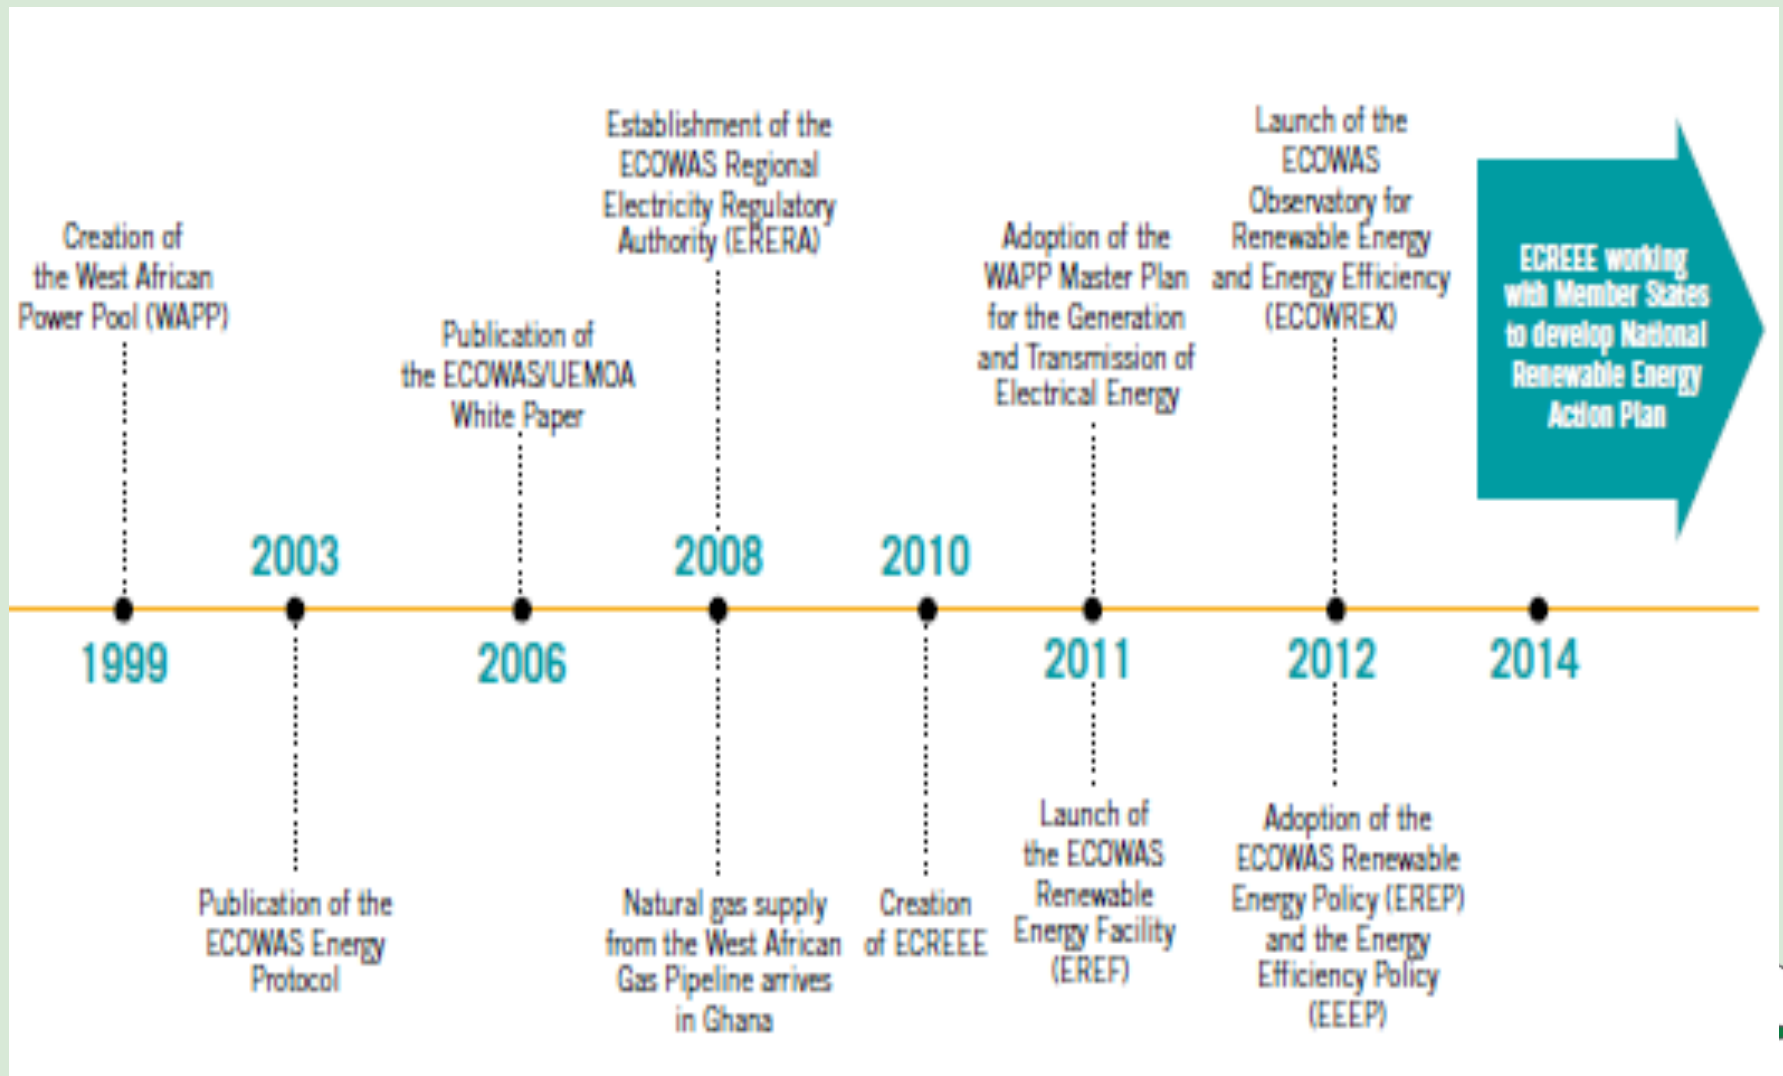 Creation of
the West African
Power Pool (WAPP)
1999
2003
Publication of the
ECOWAS Energy
Protocol
Publication of
the ECOWAS/UEMOA
White Paper
2006
Establishment of the
ECOWAS Regional
Electricity Regulatory
Authority (ERERA)
2008
Natural gas supply
from the West African
Gas Pipeline arrives
in Ghana
2010
Creation
of ECREEE
Adoption of the
WAPP Master Plan
for the Generation
and Transmission of
Electrical Energy
2011
Launch of
the ECOWAS
Renewable
Energy Facility
(EREF)
Launch of the
ECOWAS
Observatory for
Renewable Energy
and Energy Efficiency
(ECOWREX)
2012
Adoption of the
ECOWAS Renewable
Energy Policy (EREP)
and the Energy
Efficiency Policy
(EEEP)
ECREEE working
with Member States
to develop National
Renewable Energy
Action Plan
2014